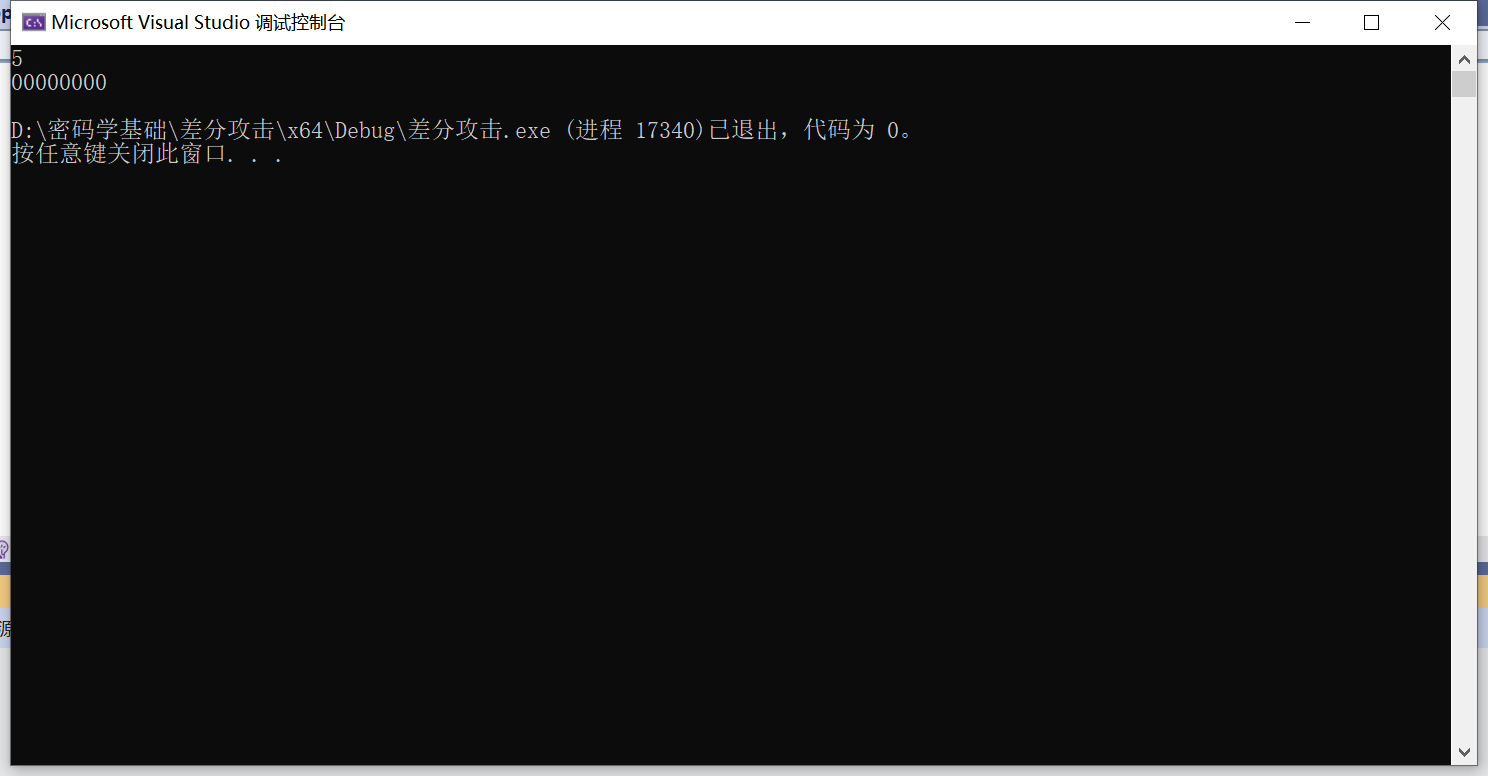 Microsoft Visual Studio 调试控制台
5
00000000
D:\密码学基础\差分攻击\x64\Debug\差分攻击.exe (进程 17340)已退出，代码为 0。
按任意键关闭此窗口. . .
源